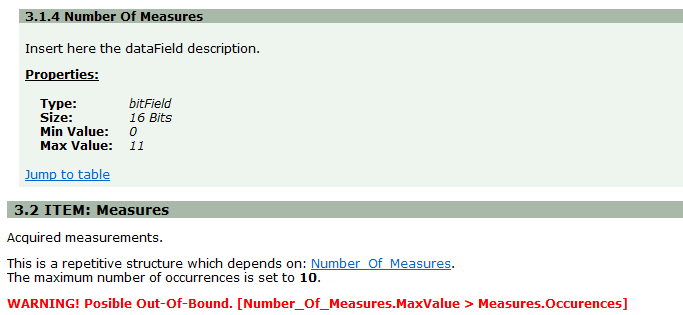 3.1.4 Number Of Measures
Insert here the dataField description.
Properties:
Type: bitField
Size: 16 Bits
Min Value: 0
Max Value: 11
Jump to table
3.2 ITEM: Measures
Acquired measurements.
This is a repetitive structure which depends on: Number_Of_Measures.
The maximum number of occurrences is set to 10.
WARNING! Posible Out-Of-Bound. [Number_Of_Measures.MaxValue > Measures.Occurences]